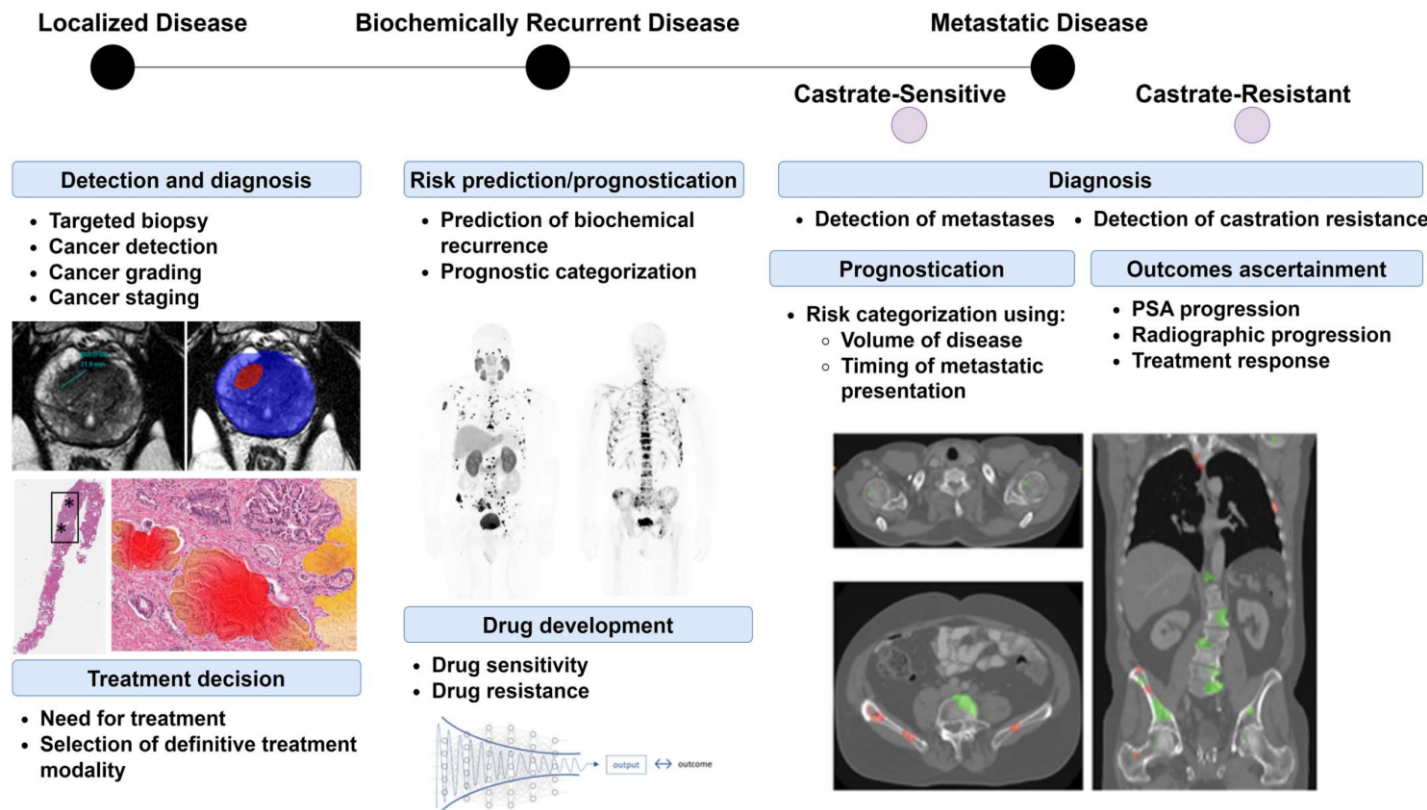 Localized Disease
Biochemically Recurrent Disease
Metastatic Disease
Castrate-Sensitive
Castrate-Resistant
Detection and diagnosis
• Targeted biopsy
• Cancer detection
• Cancer grading
• Cancer staging
*
*
Treatment decision
• Need for treatment
• Selection of definitive treatment
modality
Risk prediction/prognostication
• Prediction of biochemical
recurrence
• Prognostic categorization
Drug development
• Drug sensitivity
• Drug resistance
output
outcome
Diagnosis
• Detection of metastases
• Detection of castration resistance
Prognostication
• Risk categorization using:
○ Volume of disease
○ Timing of metastatic
presentation
Outcomes ascertainment
• PSA progression
• Radiographic progression
• Treatment response